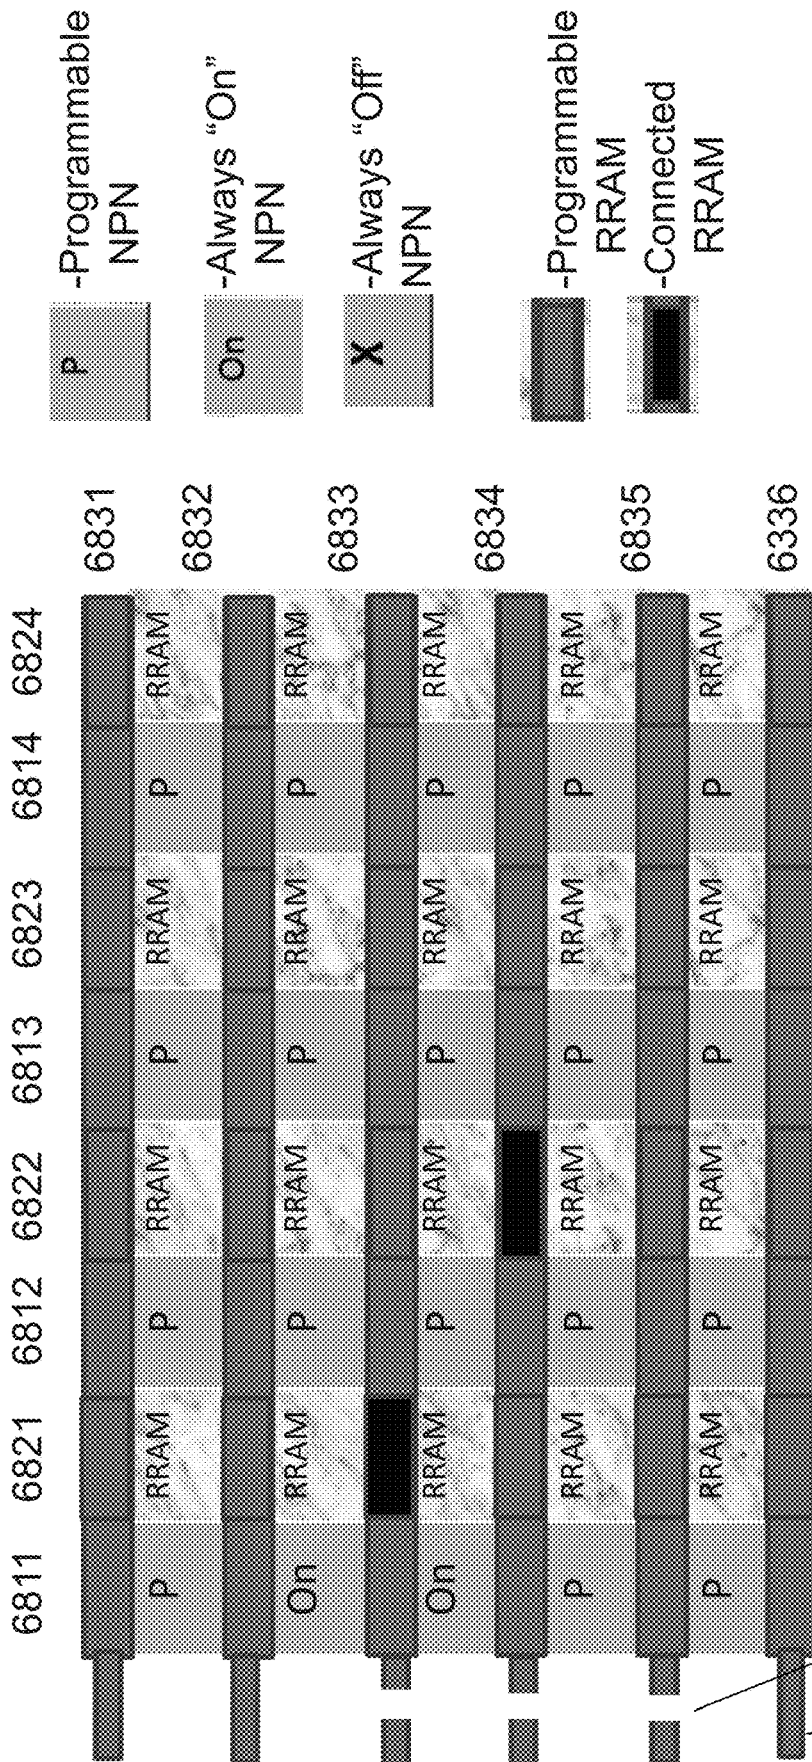 6811 6821 6812 6822 6813 6823 6814 6824
6831
P RRAM P RRAM P RRAM P RRAM
6832
On RRAM P RRAM P RRAM P RRAM
6833
On RRAM P RRAM P RRAM P RRAM
6834
P RRAM P RRAM P RRAM P RRAM
6835
P RRAM P RRAM P RRAM P RRAM
6336
P -Programmable
NPN
On -Always “On”
NPN
X -Always “Off”
NPN
-Programmable
RRAM
-Connected
RRAM